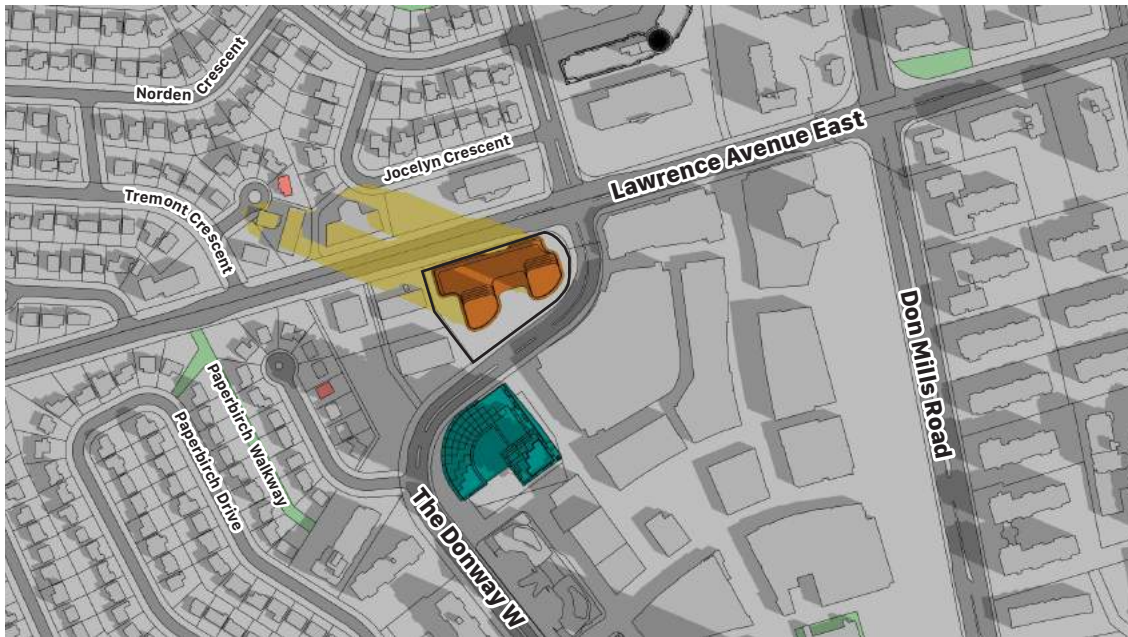 Norden Crescent
Jocelyn Crescent
Lawrence Avenue East
Tremont Crescent
Don Mills Road
Paperbirch Walkway
Paperbirch Drive
The Donway W